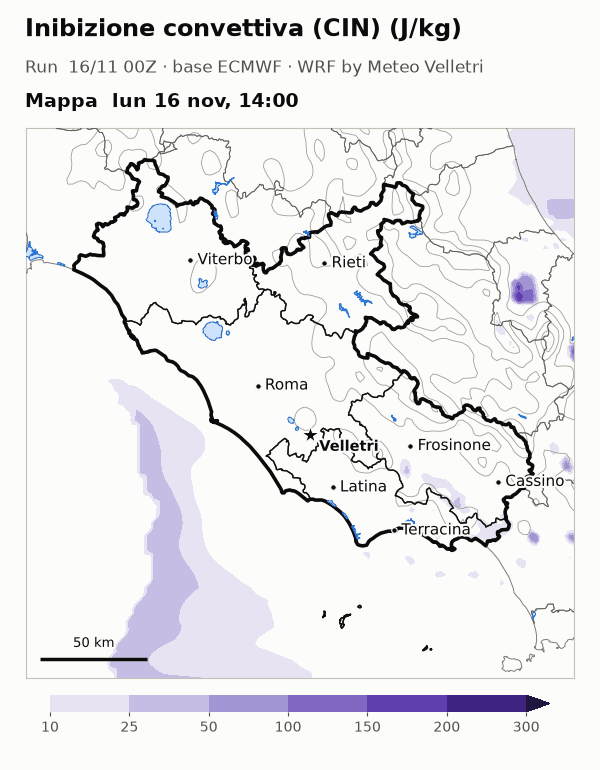 Inibizione convettiva (CIN) (J/kg)
Run  16/11 00Z · base ECMWF · WRF by Meteo Velletri
Mappa  lun 16 nov, 14:00
Viterbo
Rieti
Roma
Velletri
Frosinone
Cassino
Latina
Terracina
50 km
10 25 50 100 150 200 300